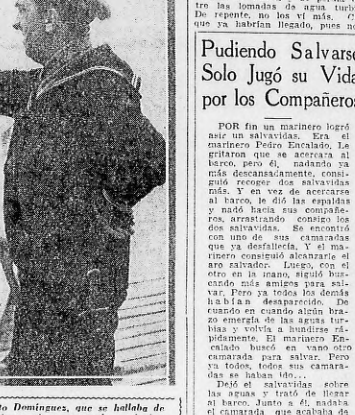 tre las lomadas de agua turb
De repente, no los ví más. C
que ya habrían llegado, pues no
Pudiendo Salvarse
Solo Jugó su Vida
por los Compañeros
POR fin un marinero logró
asir un salvavidas. Era el
marinero Pedro Encalado. Le
gritaron que se acercara al
barco, pero él, nadando ya
más descansadamente, consi-
guió recoger dos salvavidas
más. Y en vez de acercarse
al barco, le dió las espaldas
y nadó hacia sus compañe-
ros, arrastrando consigo los
dos salvavidas. Se encontró
con uno de sus camaradas
que ya desfallecía. Y el ma-
rinero consiguió alcanzarle el
aro salvador. Luego, con el
otro en la mano, siguió bus-
cando más amigos para sal-
var. Pero ya todos los demás
habían desaparecido. De
cuando en cuando algún bra-
zo emergía de las aguas tur-
bias y volvía a hundirse rá-
pidamente. El marinero En-
calado buscó en vano otro
camarada para salvar. Pero
ya todos, todos sus camara-
das se habían ido...
Dejó el salvavidas sobre
las aguas y trató de llegar
al barco. Junto a él, nadaba
el camarada que acababa de
to Domínguez, que se hallaba de